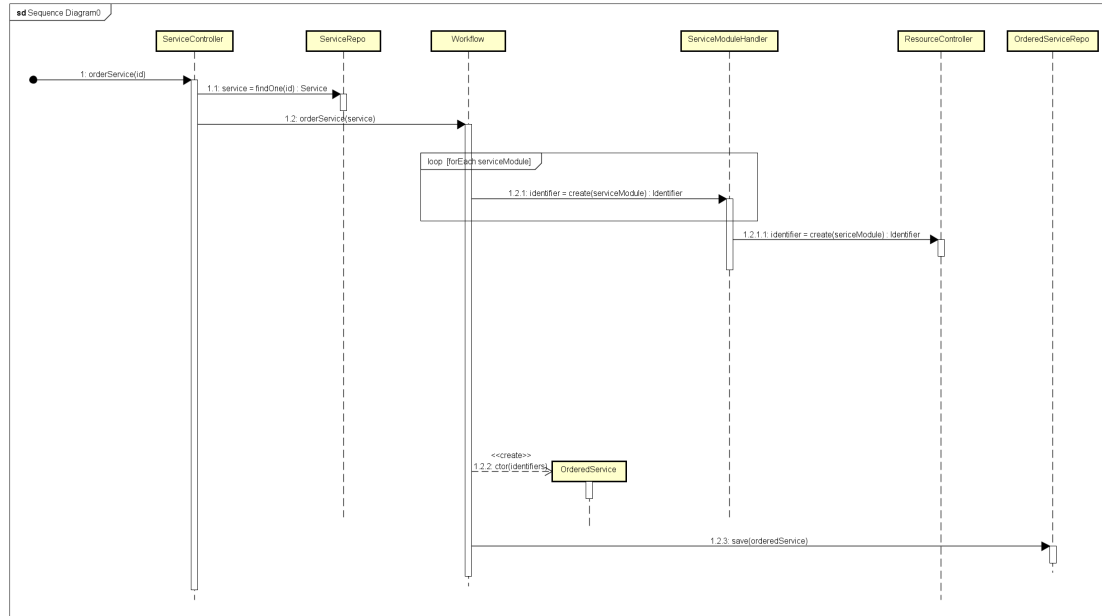 sd Sequence Diagram0
ServiceController
ServiceRepo
Workflow
ServiceModuleHandler
ResourceController
OrderedServiceRepo
1: orderService(id)
1.1: service = findOne(id) : Service
1.2: orderService(service)
loop [forEach serviceModule]
1.2.1: identifier = create(serviceModule) : Identifier
1.2.1.1: identifier = create(sericeModule) : Identifier
<<create>>
1.2.2: ctor(identifiers)
OrderedService
1.2.3: save(orderedService)